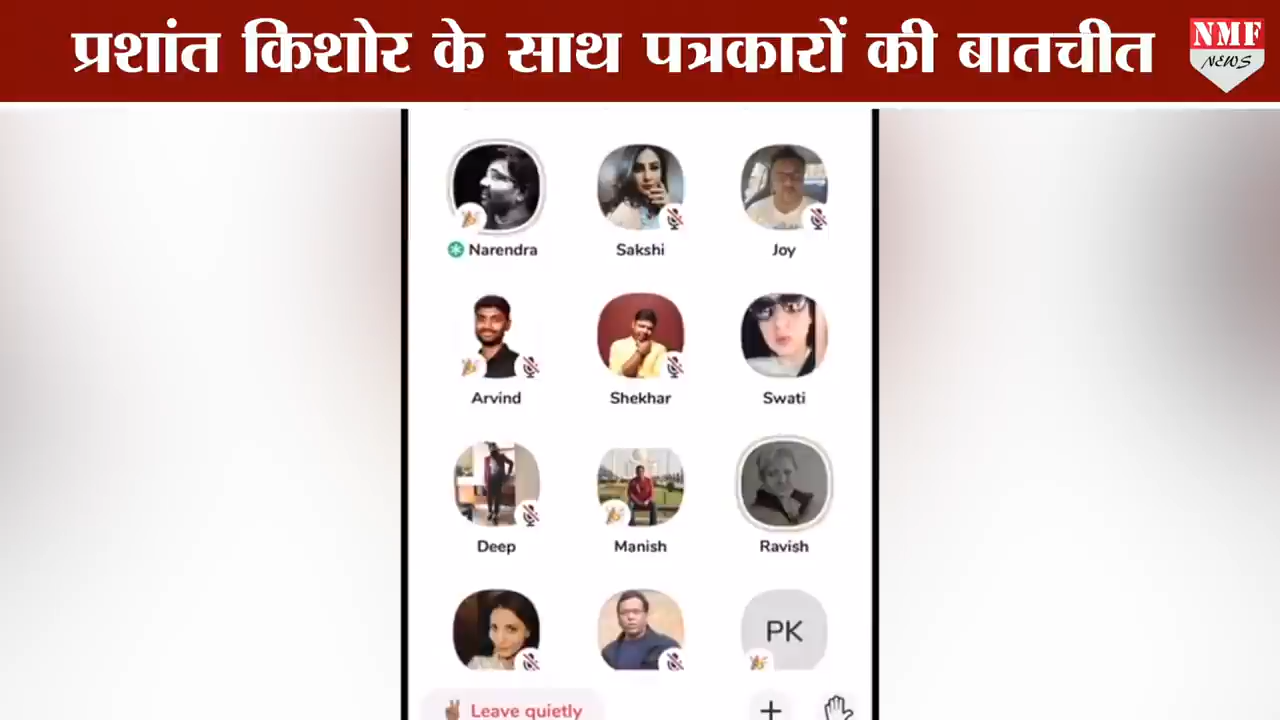 प्रशांत किशोर के साथ पत्रकारों की बातचीत
NMF
NEWS
Narendra
Sakshi
Joy
Arvind
Shekhar
Swati
Deep
Manish
Ravish
PK
Leave quietly